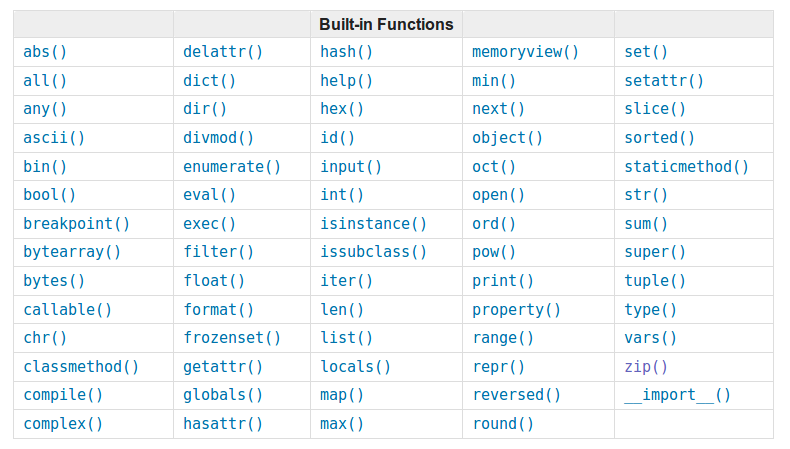 Built-in Functions
abs() delattr() hash() memoryview() set()
all() dict() help() min() setattr()
any() dir() hex() next() slice()
ascii() divmod() id() object() sorted()
bin() enumerate() input() oct() staticmethod()
bool() eval() int() open() str()
breakpoint() exec() isinstance() ord() sum()
bytearray() filter() issubclass() pow() super()
bytes() float() iter() print() tuple()
callable() format() len() property() type()
chr() frozenset() list() range() vars()
classmethod() getattr() locals() repr() zip()
compile() globals() map() reversed() __import__()
complex() hasattr() max() round()